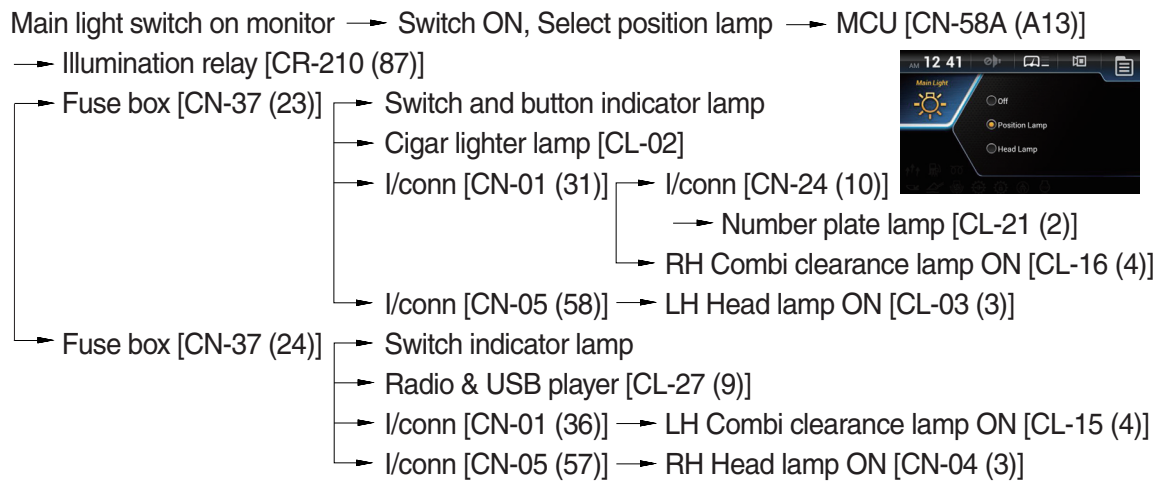 Main light switch on monitor → Switch ON, Select position lamp → MCU [CN-58A (A13)]
→ Illumination relay [CR-210 (87)]
→ Fuse box [CN-37 (23)] → Switch and button indicator lamp
→ Cigar lighter lamp [CL-02]
→ I/conn [CN-01 (31)] → I/conn [CN-24 (10)]
→ Number plate lamp [CL-21 (2)]
→ RH Combi clearance lamp ON [CL-16 (4)]
→ I/conn [CN-05 (58)] → LH Head lamp ON [CL-03 (3)]
→ Fuse box [CN-37 (24)] → Switch indicator lamp
→ Radio & USB player [CL-27 (9)]
→ I/conn [CN-01 (36)] → LH Combi clearance lamp ON [CL-15 (4)]
→ I/conn [CN-05 (57)] → RH Head lamp ON [CN-04 (3)]
AM 12 41
Main Light
Off
Position Lamp
Head Lamp